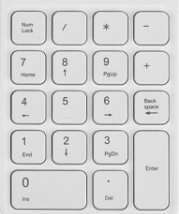 Num Lock / * -
7 Home 8 ↑ 9 PgUp +
4 ← 5 6 → Back space ←
1 End 2 ↓ 3 PgDn Enter
0 Ins . Del